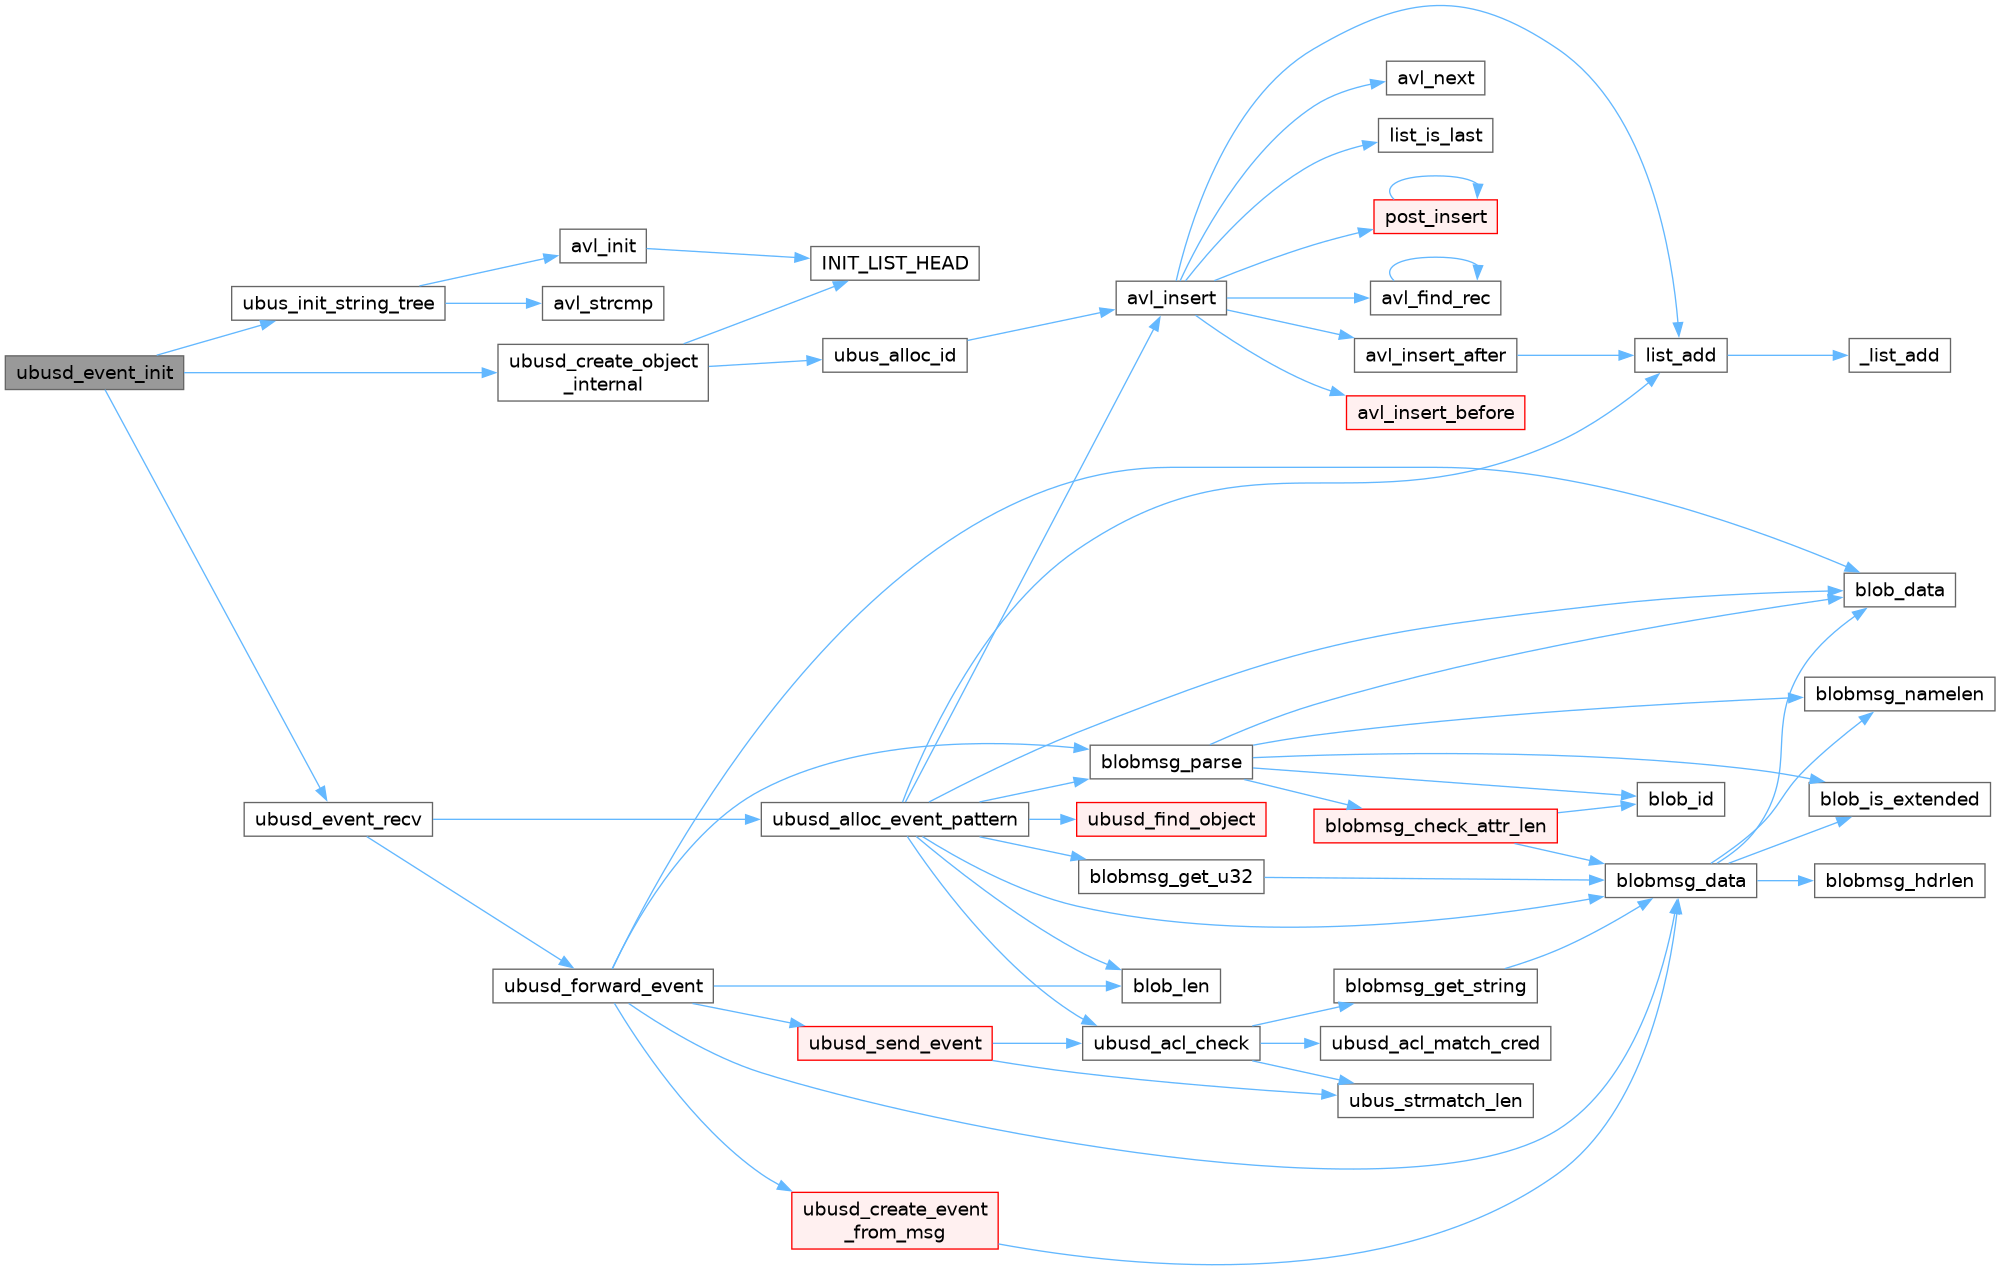 ubusd_event_init
ubus_init_string_tree
avl_init
avl_strcmp
INIT_LIST_HEAD
ubusd_create_object
_internal
ubus_alloc_id
avl_insert
avl_next
list_is_last
post_insert
avl_find_rec
avl_insert_after
avl_insert_before
list_add
_list_add
ubusd_event_recv
ubusd_alloc_event_pattern
blobmsg_parse
ubusd_find_object
blobmsg_get_u32
blobmsg_check_attr_len
blob_data
blobmsg_namelen
blob_id
blob_is_extended
blobmsg_data
blobmsg_hdrlen
ubusd_forward_event
blob_len
blobmsg_get_string
ubusd_send_event
ubusd_acl_check
ubusd_acl_match_cred
ubus_strmatch_len
ubusd_create_event
_from_msg